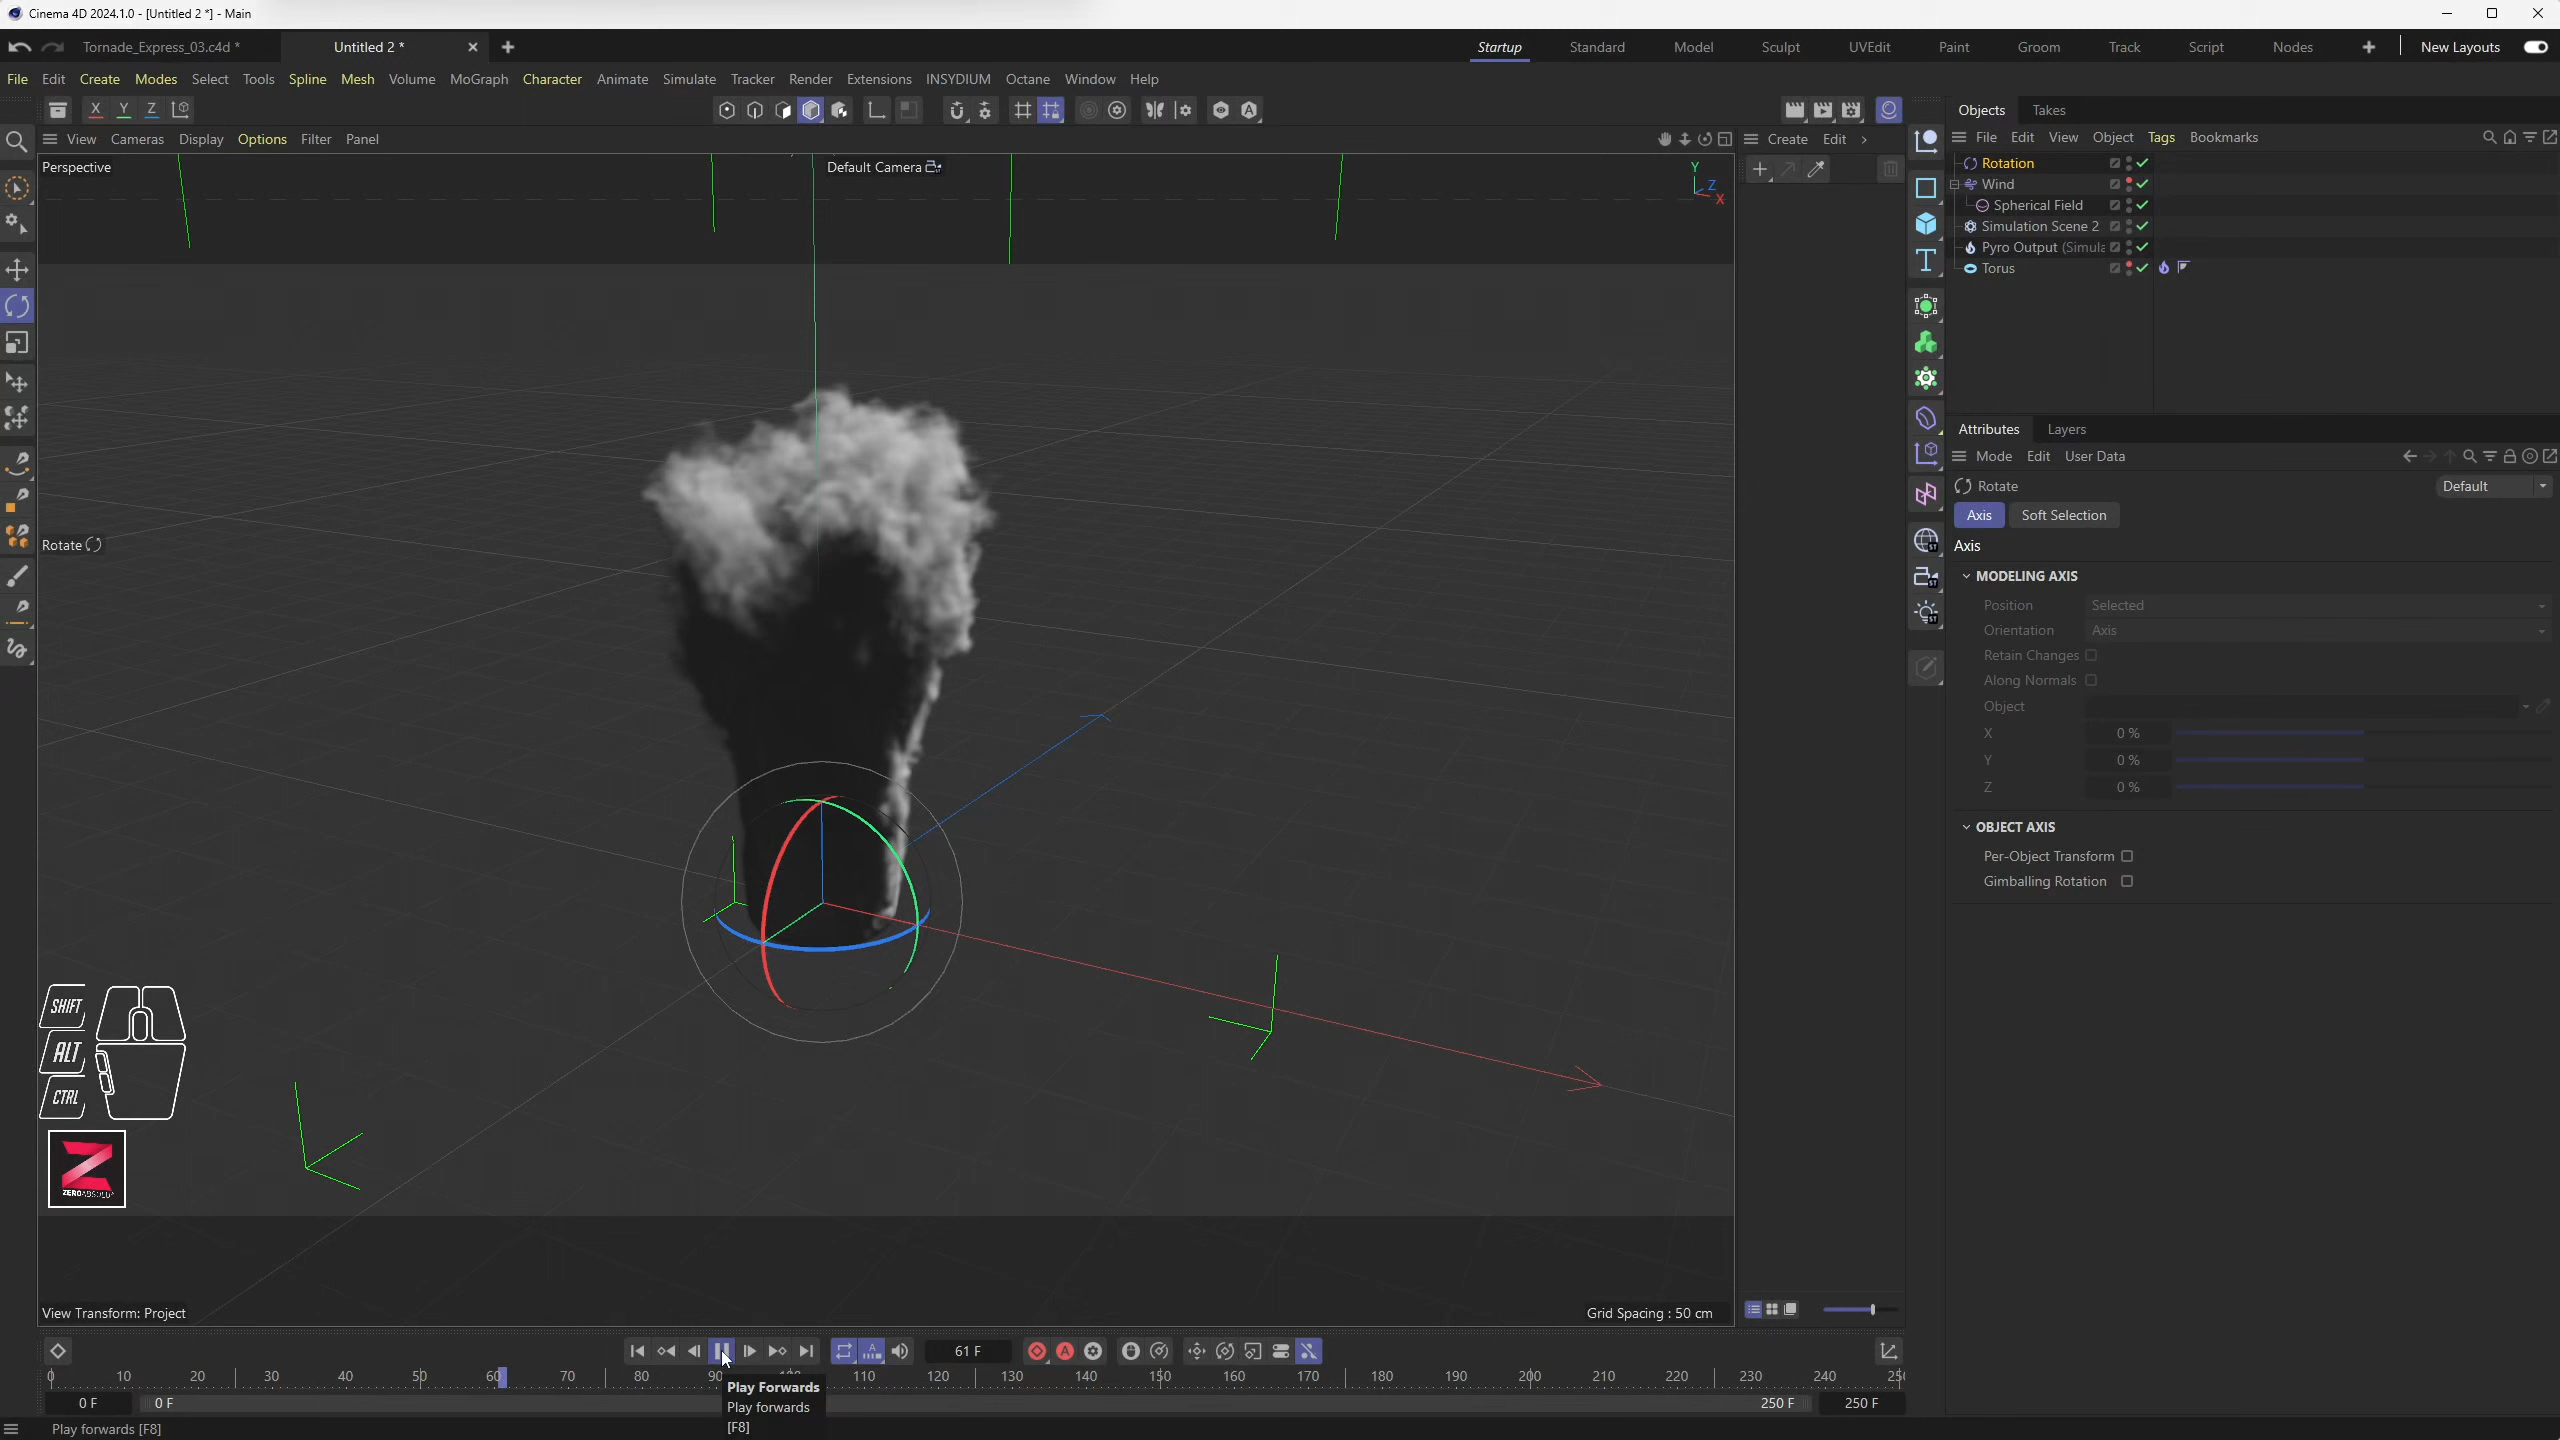 Cinema 4D 2024.1.0 - [Untitled 2 *] - Main
Tornade_Express_03.c4d *
Untitled 2 *
Startup Standard Model Sculpt UVEdit Paint Groom Track Script Nodes New Layouts
File Edit Create Modes Select Tools Spline Mesh Volume MoGraph Character Animate Simulate Tracker Render Extensions INSYDIUM Octane Window Help
X Y Z
View Cameras Display Options Filter Panel
Create Edit
Perspective
Default Camera
Y
Z
X
Rotate
SHIFT
ALT
CTRL
Z
View Transform: Project
Grid Spacing : 50 cm
Objects Takes
File Edit View Object Tags Bookmarks
Rotation
Wind
Spherical Field
Simulation Scene 2
Pyro Output (Simula
Torus
Attributes Layers
Mode Edit User Data
Rotate
Default
Axis Soft Selection
Axis
MODELING AXIS
Position Selected
Orientation Axis
Retain Changes
Along Normals
Object
X 0 %
Y 0 %
Z 0 %
OBJECT AXIS
Per-Object Transform
Gimballing Rotation
61 F
0 10 20 30 40 50 60 70 80 90 110 120 130 140 150 160 170 180 190 200 210 220 230 240 25
0 F 0 F 250 F 250 F
Play Forwards
Play forwards
[F8]
Play forwards [F8]